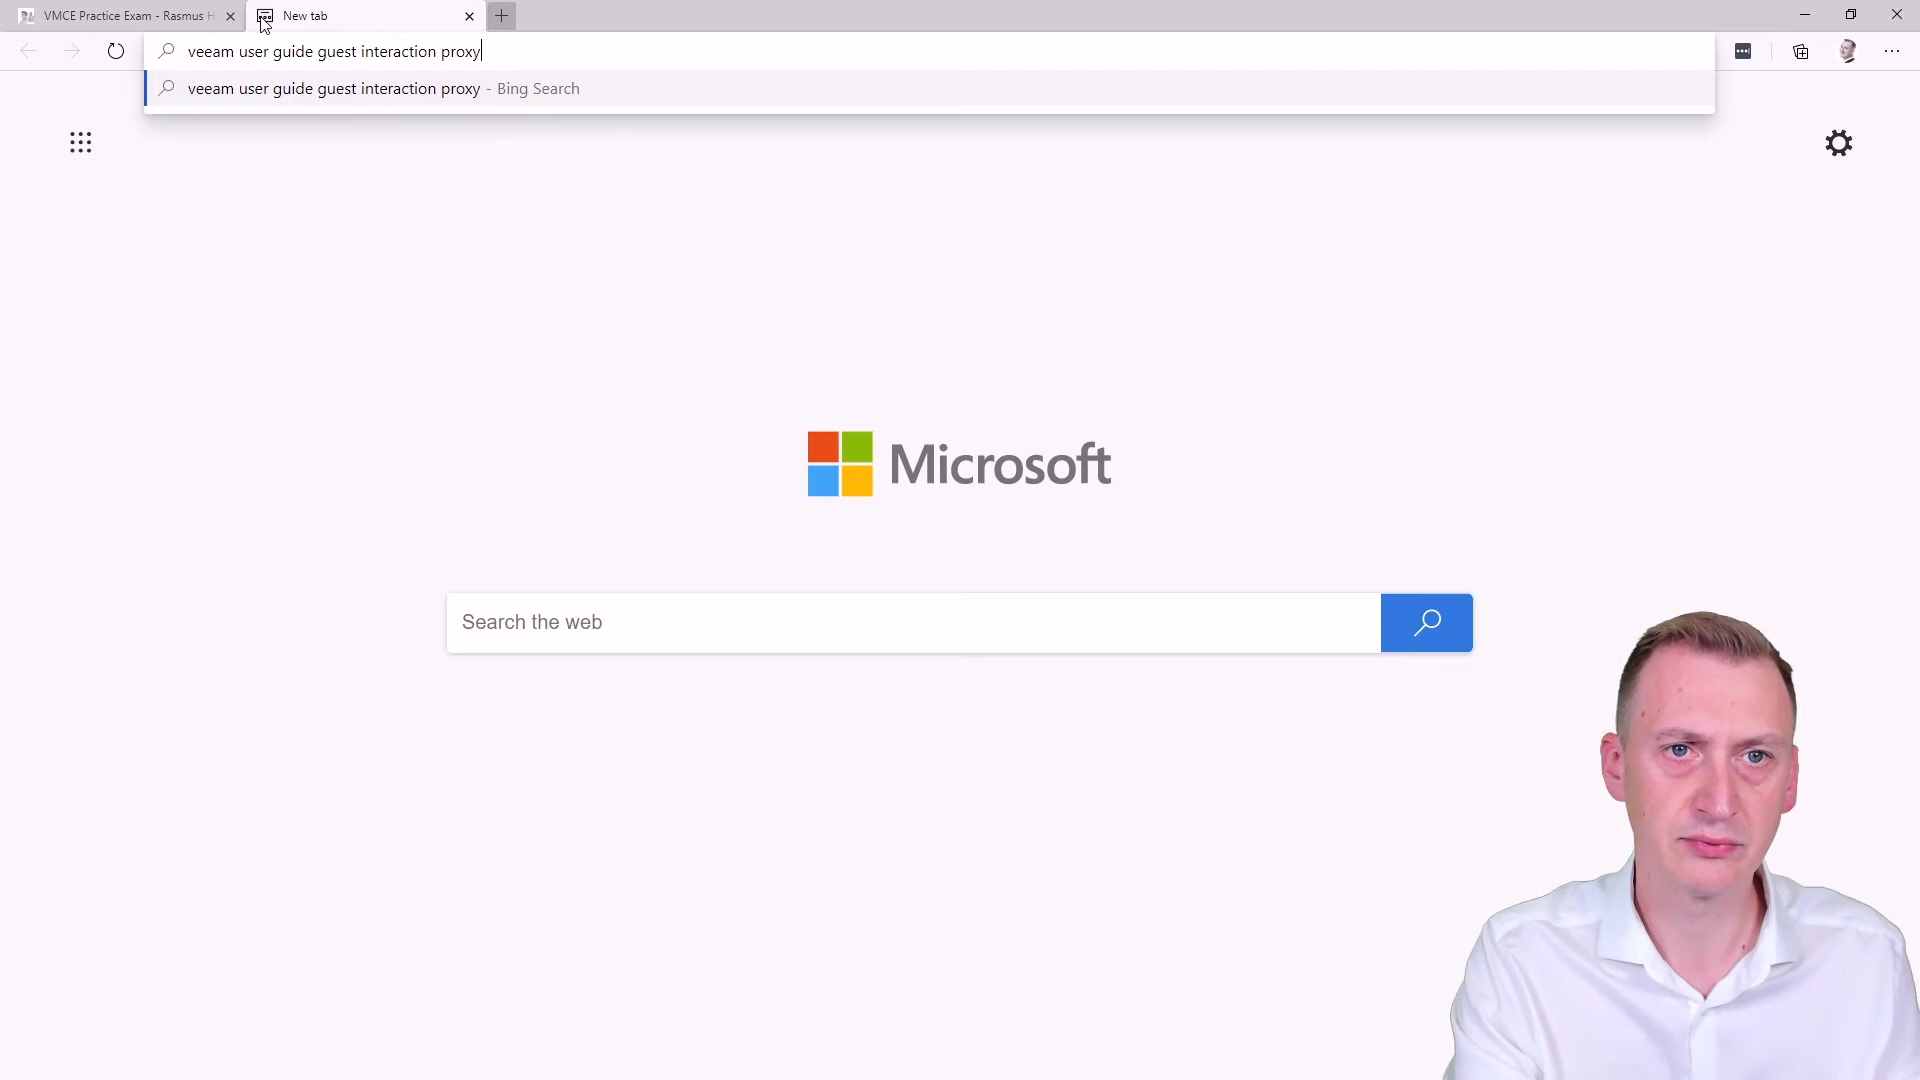 VMCE Practice Exam - Rasmus H
New tab
veeam user guide guest interaction proxy
veeam user guide guest interaction proxy - Bing Search
Microsoft
Search the web